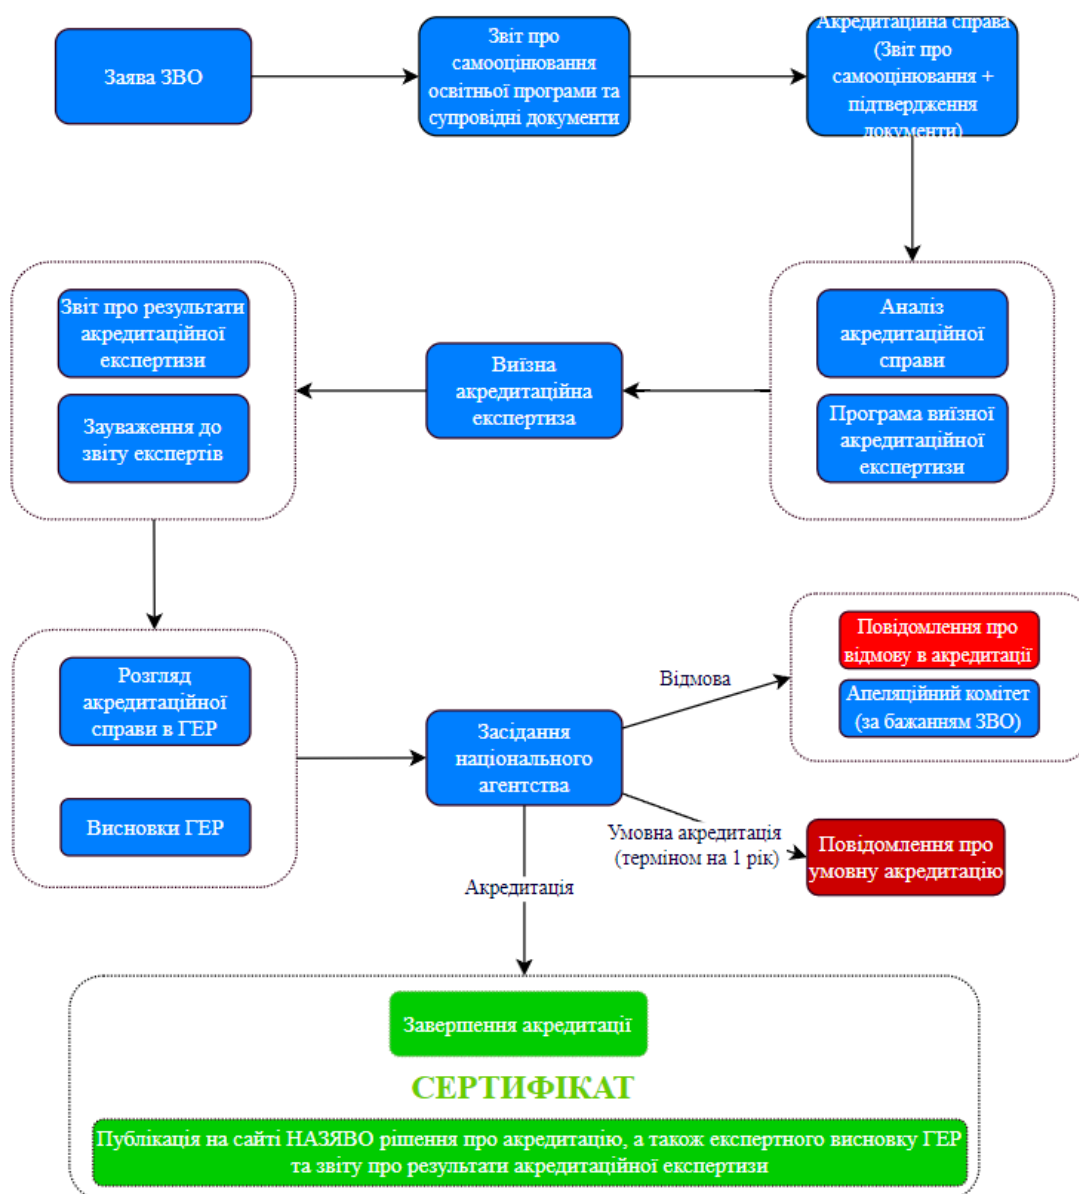 Заява ЗВО
Звіт про
самооцінювання
освітньої програми та
супровідні документи
Акредитаційна справа
(Звіт про
самооцінювання +
підтвердження
документи)
Звіт про результати
акредитаційної
експертизи
Зауваження до
звіту експертів
Виїзна
акредитаційна
експертиза
Аналіз
акредитаційної
справи
Програма виїзної
акредитаційної
експертизи
Розгляд
акредитаційної
справи в ГЕР
Висновки ГЕР
Засідання
національного
агентства
Відмова
Повідомлення про
відмову в акредитації
Апеляційний комітет
(за бажанням ЗВО)
Умовна акредитація
(терміном на 1 рік)
Повідомлення про
умовну акредитацію
Акредитація
Завершення акредитації
СЕРТИФІКАТ
Публікація на сайті НАЗЯВО рішення про акредитацію, а також експертного висновку ГЕР
та звіту про результати акредитаційної експертизи